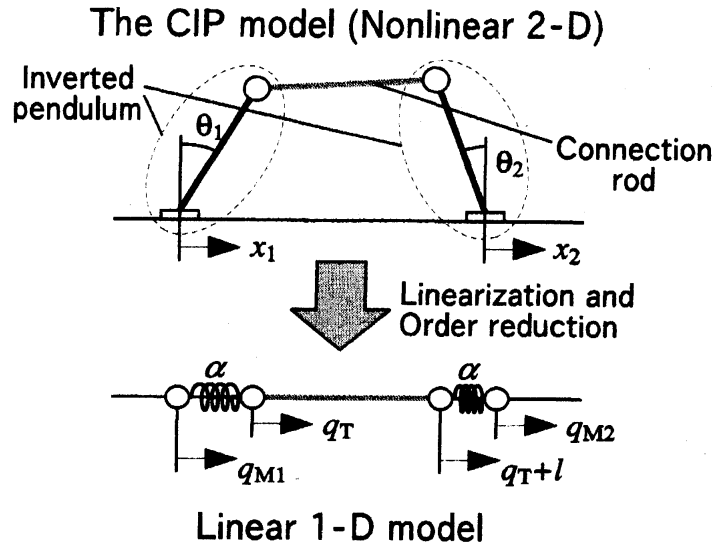 The CIP model (Nonlinear 2-D)
Inverted
pendulum
θ1
θ2
Connection
rod
x1
x2
Linearization and
Order reduction
α
α
qT
qM2
qM1
qT+l
Linear 1-D model